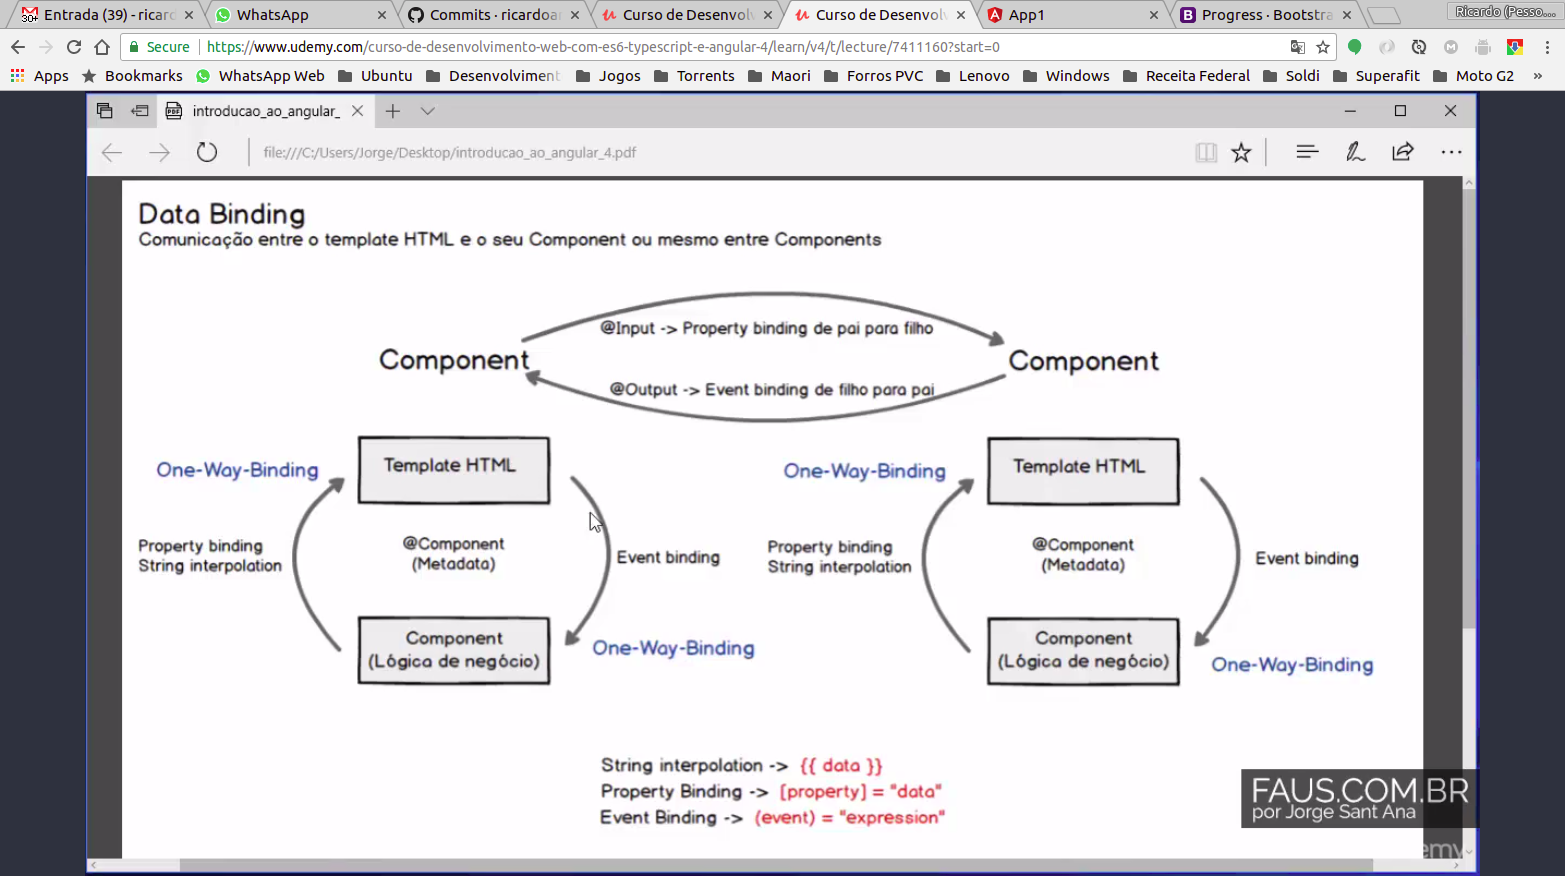 Entrada (39) - ricard
WhatsApp
Commits · ricardoar
Curso de Desenvolv
Curso de Desenvolv
App1
Progress · Bootstra
Ricardo (Pesso...
Secure
https://www.udemy.com/curso-de-desenvolvimento-web-com-es6-typescript-e-angular-4/learn/v4/t/lecture/7411160?start=0
Apps
Bookmarks
WhatsApp Web
Ubuntu
Desenvolviment
Jogos
Torrents
Maori
Forros PVC
Lenovo
Windows
Receita Federal
Soldi
Superafit
Moto G2
»
PDF
introducao_ao_angular_
file:///C:/Users/Jorge/Desktop/introducao_ao_angular_4.pdf
Data Binding
Comunicação entre o template HTML e o seu Component ou mesmo entre Components
@Input -> Property binding de pai para filho
Component
Component
@Output -> Event binding de filho para pai
One-Way-Binding
Template HTML
Property binding
String interpolation
@Component
(Metadata)
Event binding
Component
(Lógica de negócio)
One-Way-Binding
One-Way-Binding
Template HTML
Property binding
String interpolation
@Component
(Metadata)
Event binding
Component
(Lógica de negócio)
One-Way-Binding
String interpolation -> {{ data }}
Property Binding -> [property] = "data"
Event Binding -> (event) = "expression"
FAUS.COM.BR
por Jorge Sant Ana
emy